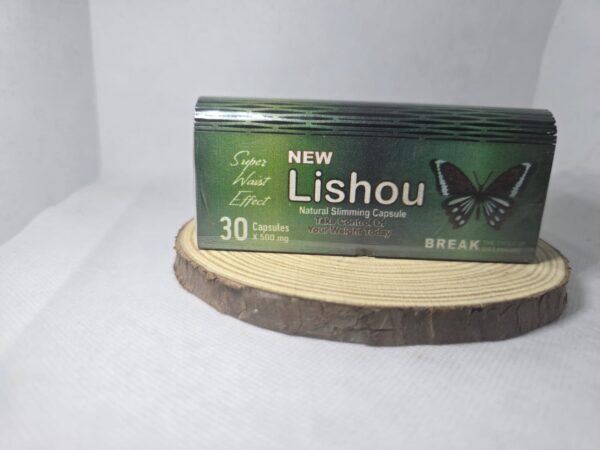 Super
Waist
Effect
NEW
Lishou
Natural Slimming Capsule
Take Control Of
Your Weight Today
30 Capsules
X 500 mg
BREAK